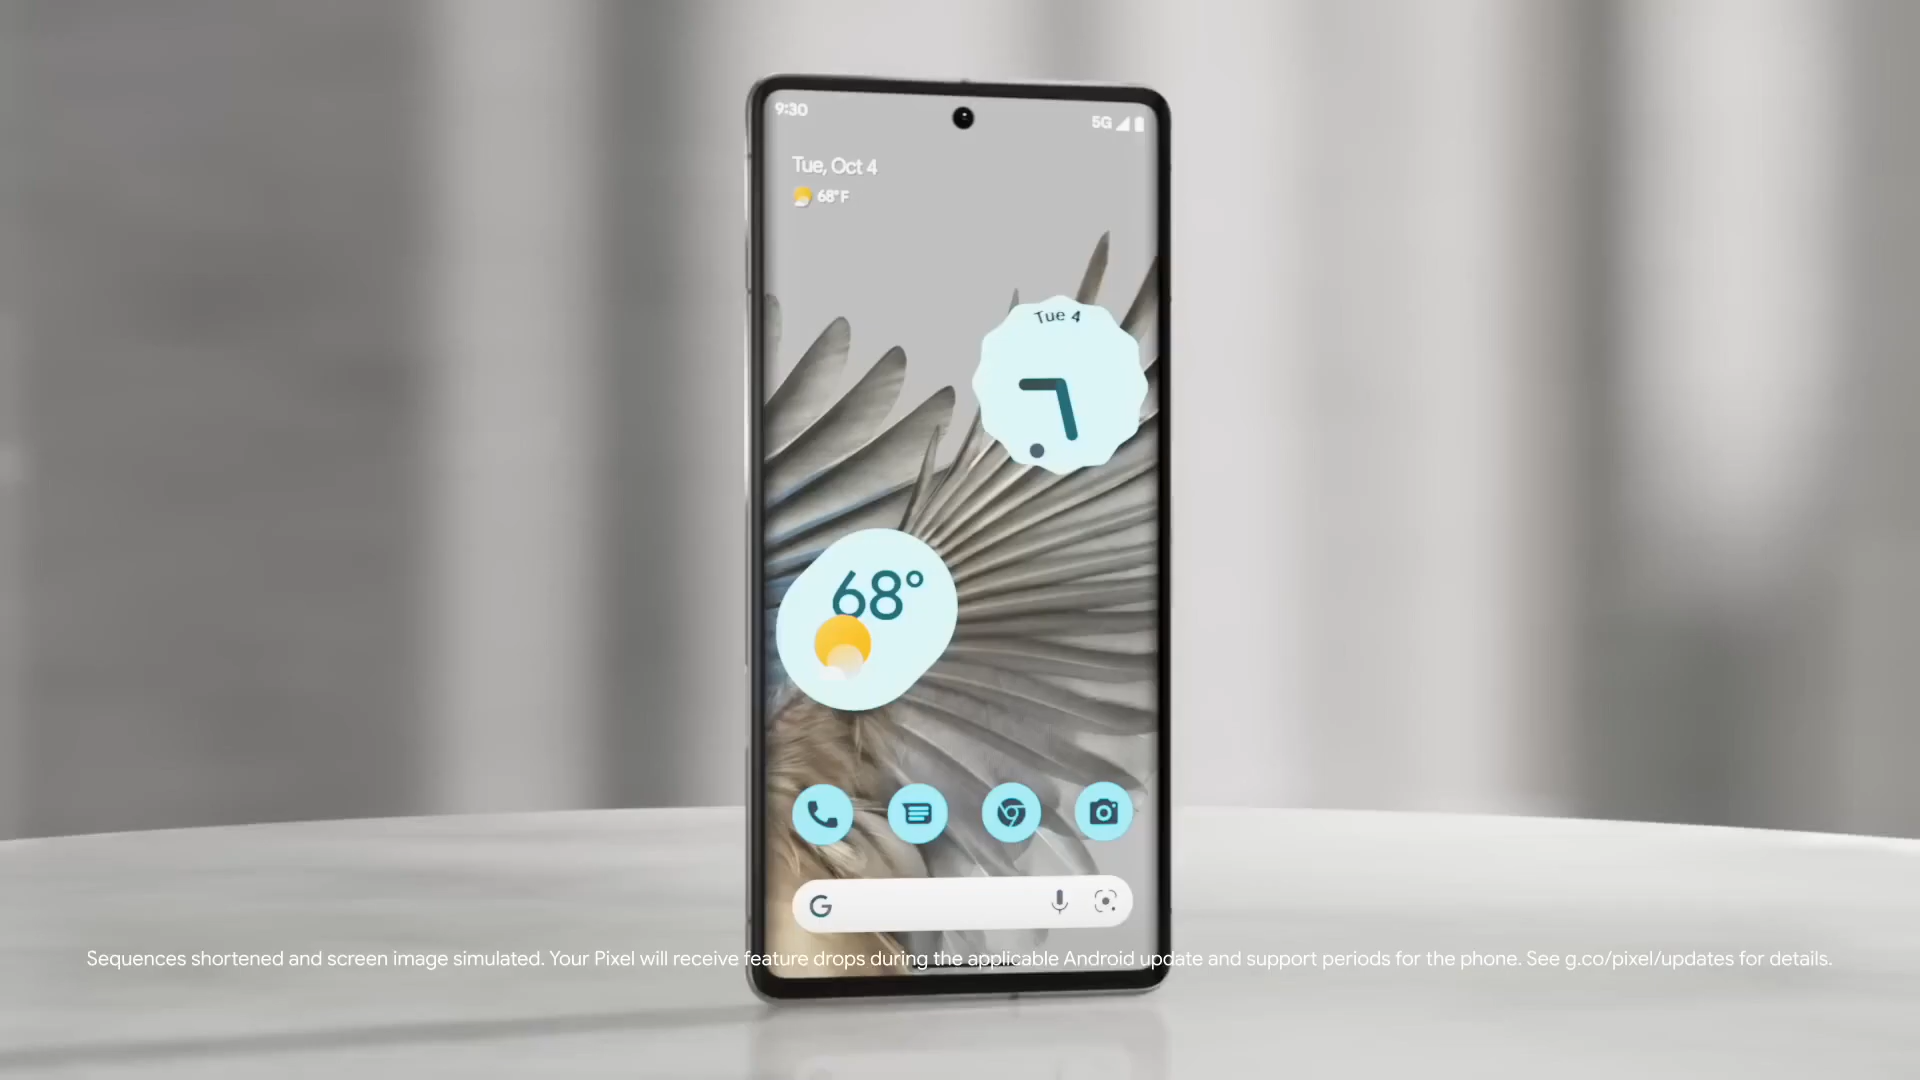 9:30
5G
Tue, Oct 4
68°F
Tue 4
68°
G
Sequences shortened and screen image simulated. Your Pixel will receive feature drops during the applicable Android update and support periods for the phone. See g.co/pixel/updates for details.